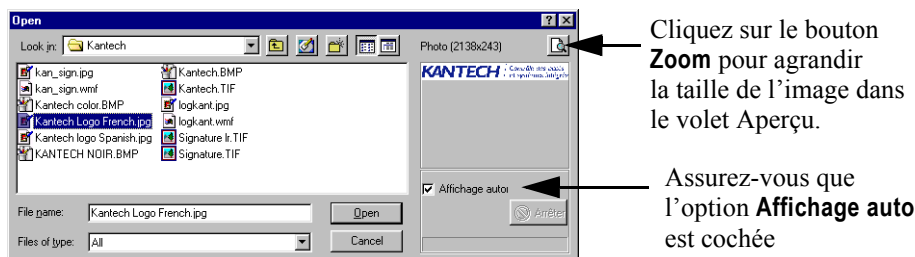 Open
Look in: Kantech
Photo (2138x243)
kan_sign.jpg
kan_sign.wmf
Kantech color.BMP
Kantech Logo French.jpg
Kantech logo Spanish.jpg
KANTECH NOIR.BMP
Kantech.BMP
Kantech.TIF
logkant.jpg
logkant.wmf
Signature lr.TIF
Signature.TIF
KANTECH
Affichage auto
Arrêter
File name: Kantech Logo French.jpg
Open
Files of type: All
Cancel
Cliquez sur le bouton
Zoom pour agrandir
la taille de l’image dans
le volet Aperçu.
Assurez-vous que
l’option Affichage auto
est cochée